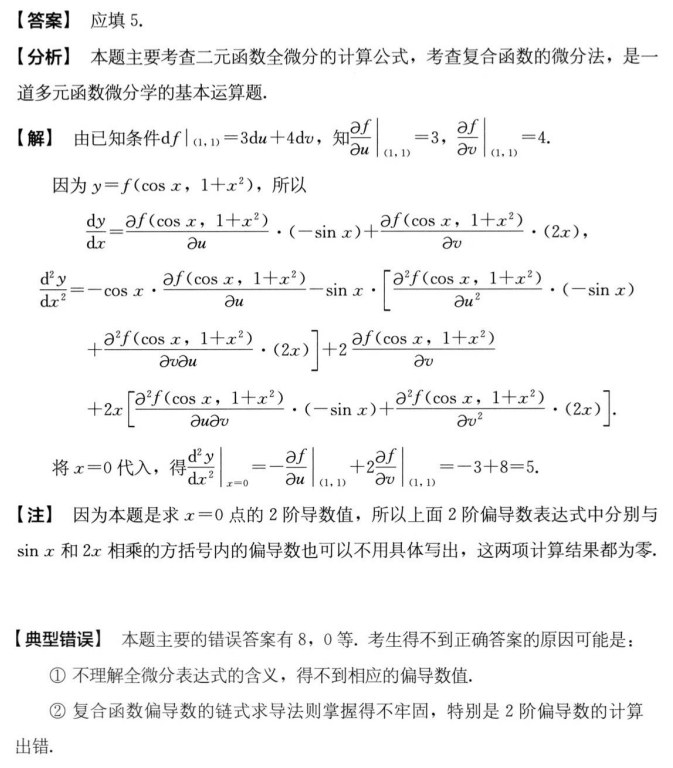 【答案】 应填 5.
【分析】 本题主要考查二元函数全微分的计算公式，考查复合函数的微分法，是一
道多元函数微分学的基本运算题.
【解】 由已知条件df|₍₁,₁₎=3du+4dv，知∂f/∂u|₍₁,₁₎=3，∂f/∂v|₍₁,₁₎=4.
因为 y=f(cos x，1+x²)，所以
dy/dx=∂f(cos x，1+x²)/∂u·(−sin x)+∂f(cos x，1+x²)/∂v·(2x)，
d²y/dx²=−cos x·∂f(cos x，1+x²)/∂u−sin x·[∂²f(cos x，1+x²)/∂u²·(−sin x)
+∂²f(cos x，1+x²)/∂v∂u·(2x)]+2 ∂f(cos x，1+x²)/∂v
+2x[∂²f(cos x，1+x²)/∂u∂v·(−sin x)+∂²f(cos x，1+x²)/∂v²·(2x)].
将 x=0 代入，得d²y/dx²|ₓ₌₀=−∂f/∂u|₍₁,₁₎+2∂f/∂v|₍₁,₁₎=−3+8=5.
【注】 因为本题是求 x=0 点的 2 阶导数值，所以上面 2 阶偏导数表达式中分别与
sin x 和 2x 相乘的方括号内的偏导数也可以不用具体写出，这两项计算结果都为零.
【典型错误】 本题主要的错误答案有 8，0 等. 考生得不到正确答案的原因可能是：
① 不理解全微分表达式的含义，得不到相应的偏导数值.
② 复合函数偏导数的链式求导法则掌握得不牢固，特别是 2 阶偏导数的计算
出错.